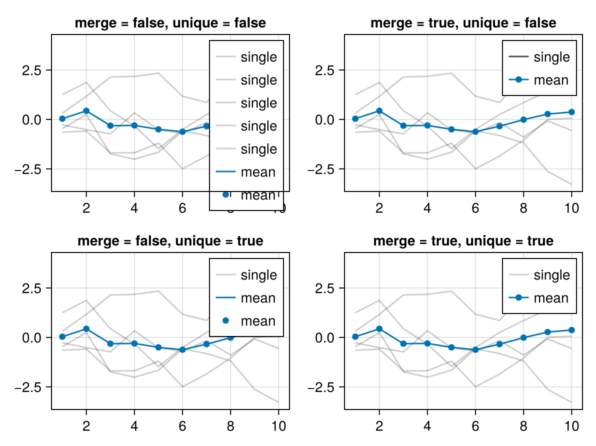 merge = false, unique = false
2.5
0.0
−2.5
2
4
6
8
10
single
single
single
single
single
mean
mean
merge = true, unique = false
2.5
0.0
−2.5
2
4
6
8
10
single
mean
merge = false, unique = true
2.5
0.0
−2.5
2
4
6
8
10
single
mean
mean
merge = true, unique = true
2.5
0.0
−2.5
2
4
6
8
10
single
mean